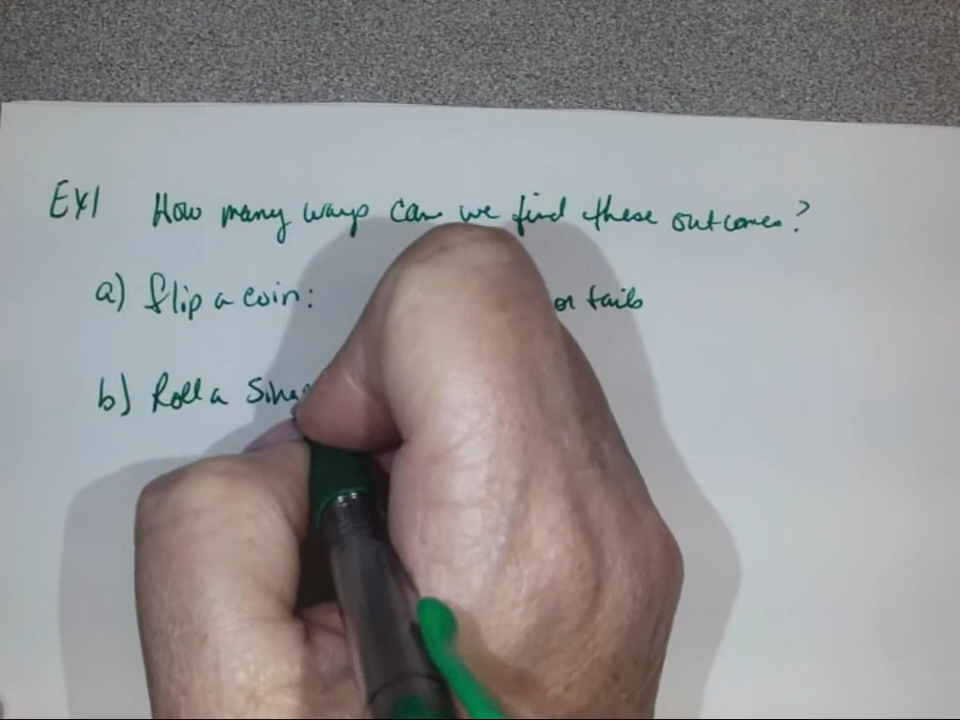 Ex1 How many ways can we find these outcomes?
a) flip a coin: or tails
b) Roll a